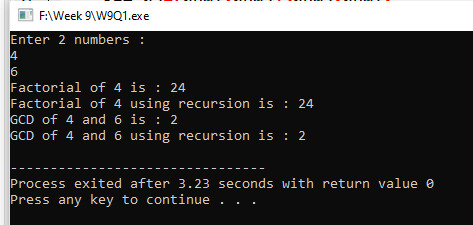 F:\Week 9\W9Q1.exe
Enter 2 numbers :
4
6
Factorial of 4 is : 24
Factorial of 4 using recursion is : 24
GCD of 4 and 6 is : 2
GCD of 4 and 6 using recursion is : 2
--------------------------------
Process exited after 3.23 seconds with return value 0
Press any key to continue . . .